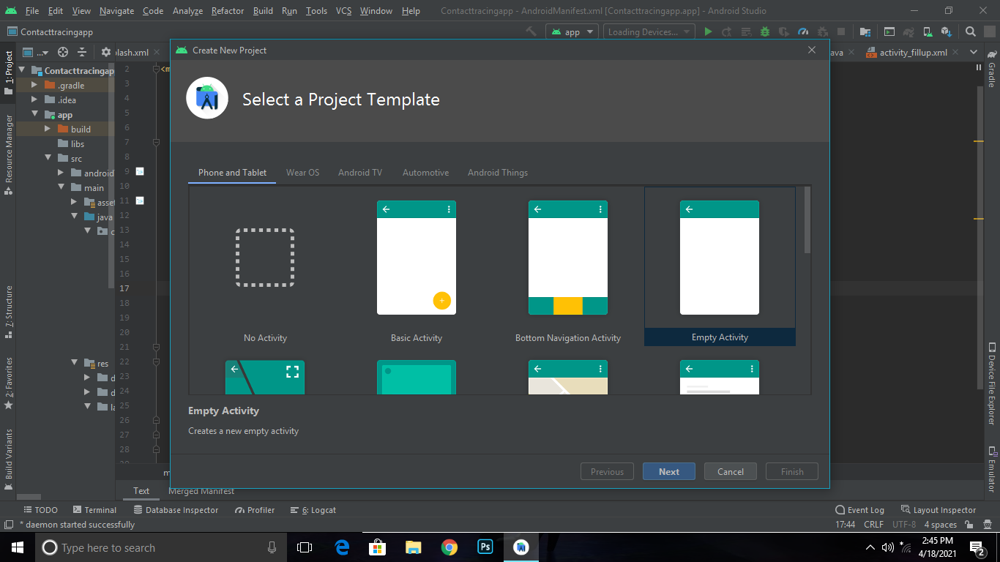 File Edit View Navigate Code Analyze Refactor Build Run Tools VCS Window Help Contacttracingapp - AndroidManifest.xml [Contacttracingapp.app] - Android Studio
Contacttracingapp app Loading Devices...
... lash.xml ava activity_fillup.xml
Create New Project
Select a Project Template
Phone and Tablet Wear OS Android TV Automotive Android Things
No Activity Basic Activity Bottom Navigation Activity Empty Activity
Empty Activity
Creates a new empty activity
Previous Next Cancel Finish
1: Project
Resource Manager
7: Structure
2: Favorites
Build Variants
Contacttracingapp
.gradle
.idea
app
build
libs
src
android
main
asse
java
c
res
d
d
la
2 <m
3
4
5
6
7
8
9
10
11
12
13
14
15
16
17
18
19
20
21
22
23
24
25
26
27
28
m
Gradle
Device File Explorer
Emulator
Text Merged Manifest
TODO Terminal Database Inspector Profiler 6: Logcat Event Log Layout Inspector
* daemon started successfully 17:44 CRLF UTF-8 4 spaces
Type here to search Ps 2:45 PM
4/18/2021 2